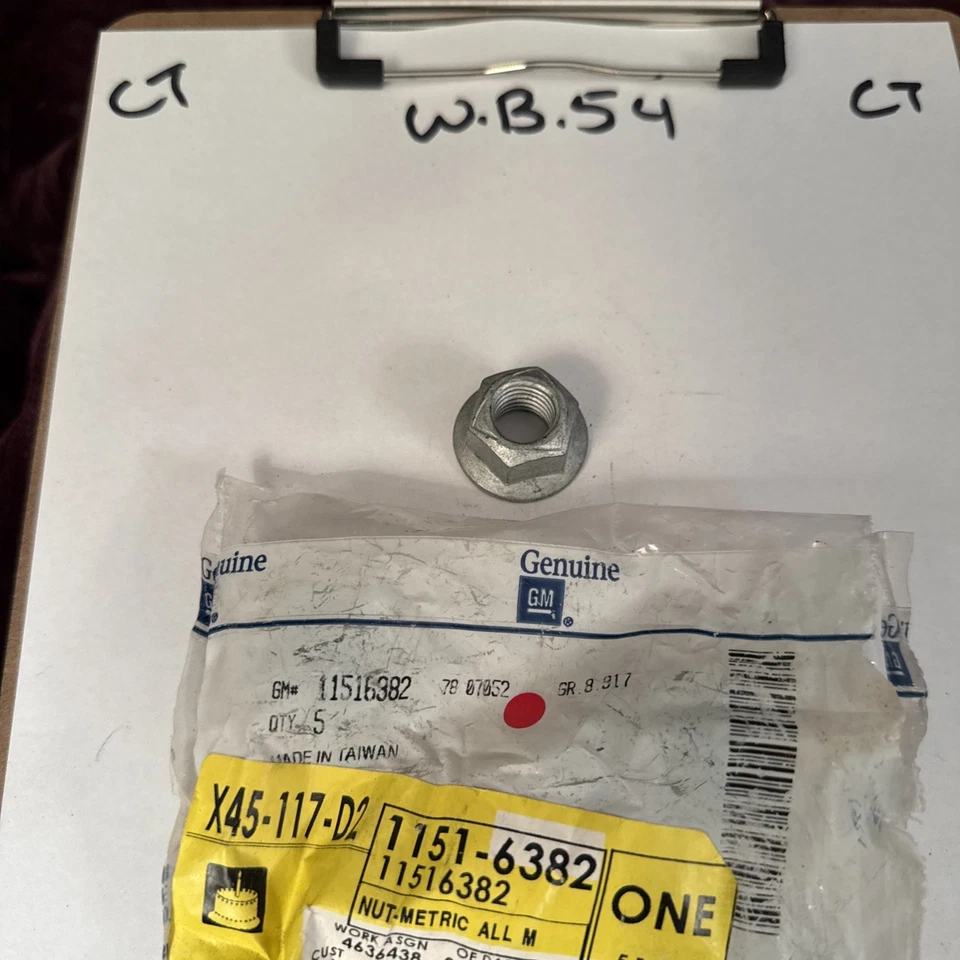 CT W.B.54 CT
Genuine Genuine
GM
GM# 11516382 78 07052 GR.8.917
QTY 5
MADE IN TAIWAN
X45-117-D2
1151-6382
11516382
NUT-METRIC ALL M
ONE
WORK ASGN
4636438
CUST